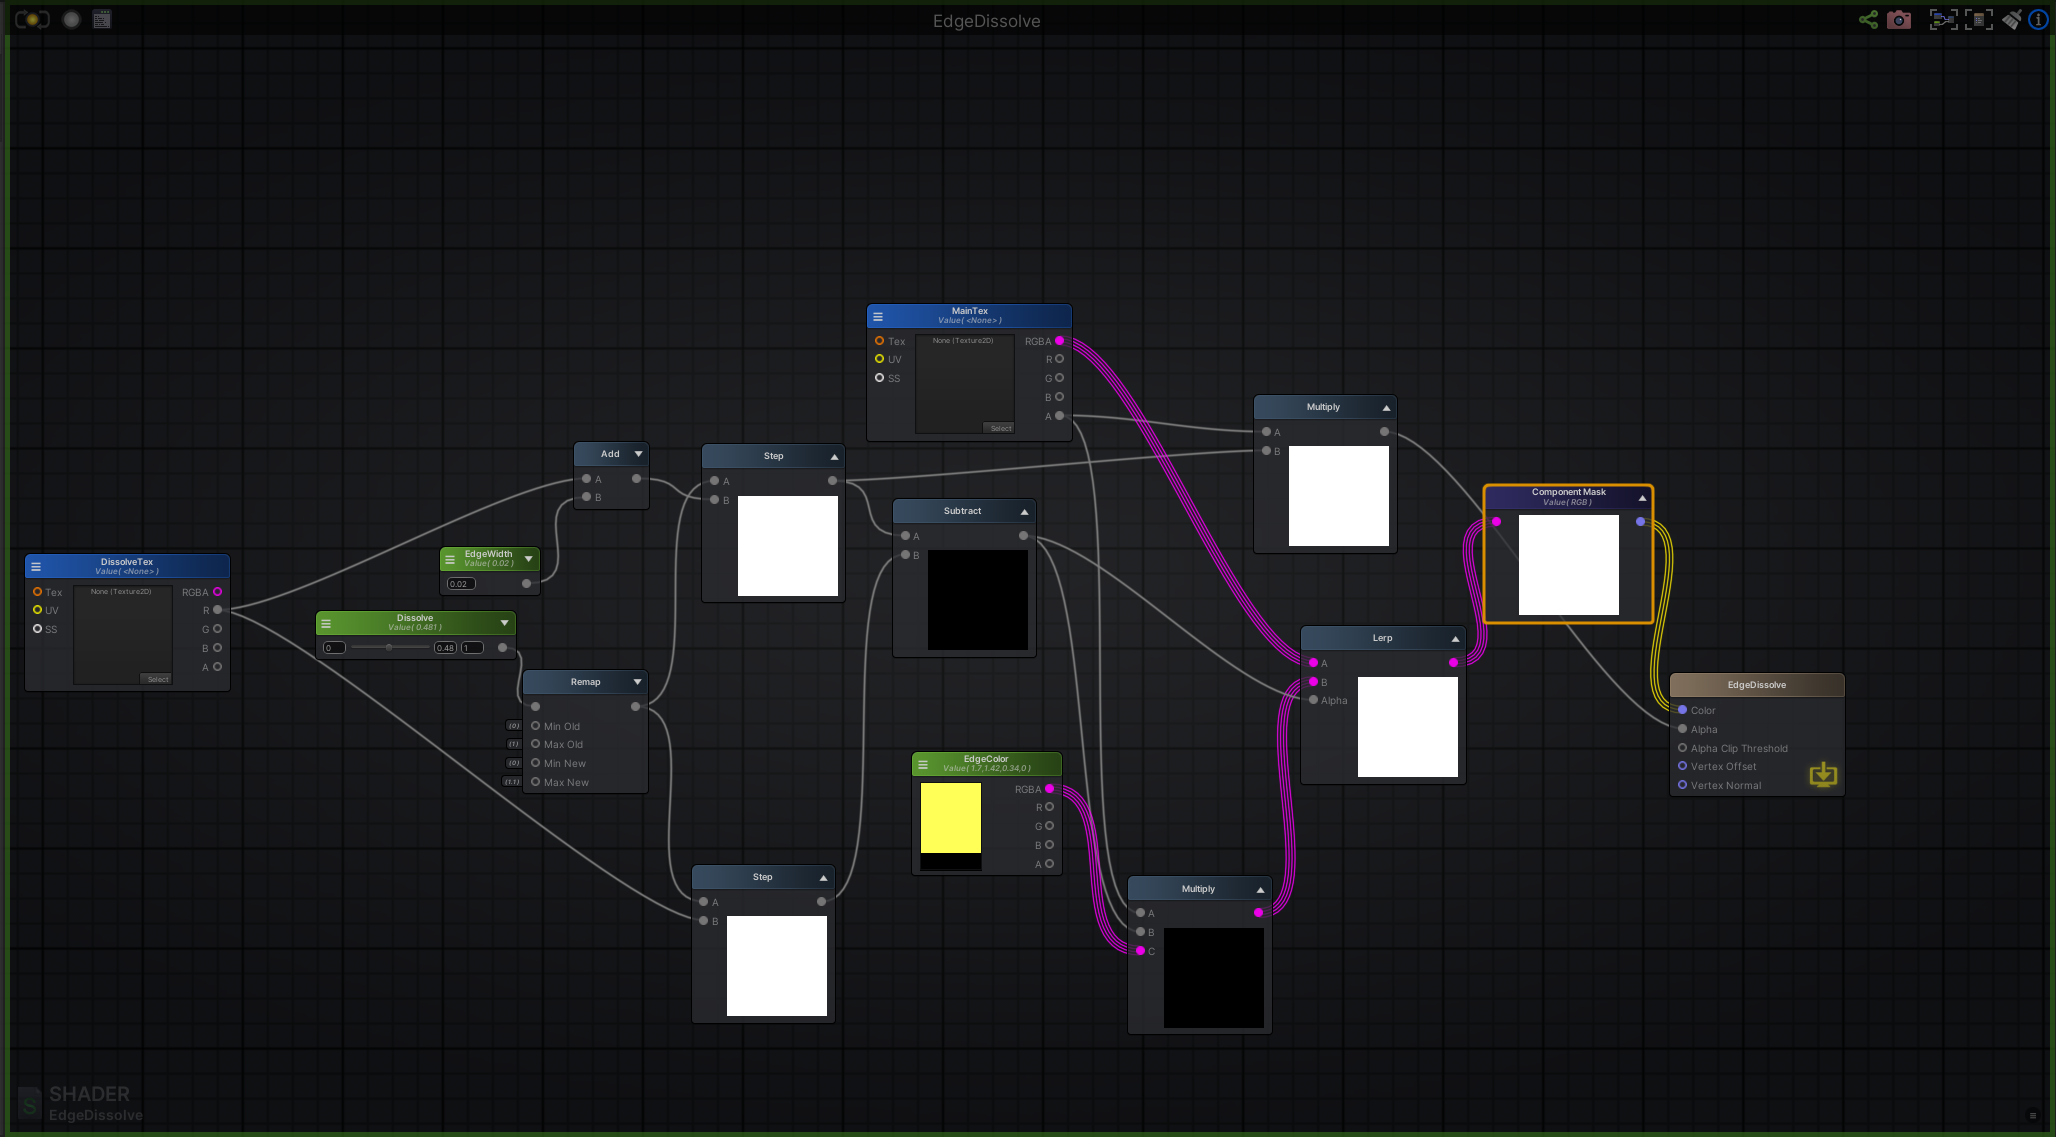 EdgeDissolve
MainTex
Value( <None> )
Tex
UV
SS
None (Texture2D)
Select
RGBA
R
G
B
A
Multiply
A
B
Add
A
B
Step
A
B
Subtract
A
B
Component Mask
Value( RGB )
EdgeWidth
Value( 0.02 )
0.02
DissolveTex
Value( <None> )
Tex
UV
SS
None (Texture2D)
Select
RGBA
R
G
B
A
Dissolve
Value( 0.481 )
0
0.48
1
Remap
(0)
Min Old
(1)
Max Old
(0)
Min New
(1.1)
Max New
Lerp
A
B
Alpha
EdgeDissolve
Color
Alpha
Alpha Clip Threshold
Vertex Offset
Vertex Normal
EdgeColor
Value( 1.7,1.42,0.34,0 )
RGBA
R
G
B
A
Step
A
B
Multiply
A
B
C
S
SHADER
EdgeDissolve